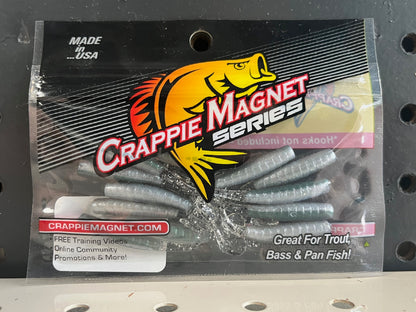 MADE
in
...USA
CRAPPIE MAGNET
SERIES
*Hooks not included
CRAPPIEMAGNET.COM
FREE Training Videos
Online Community
Promotions & More!
Great For Trout,
Bass & Pan Fish!